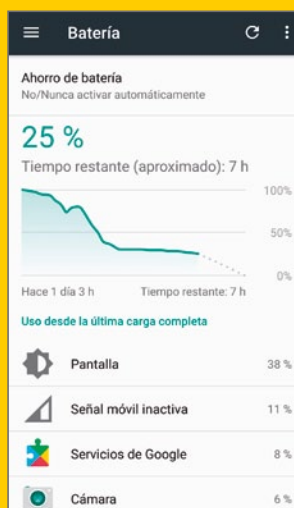 Batería
Ahorro de batería
No/Nunca activar automáticamente
25 %
Tiempo restante (aproximado): 7 h
100%
50%
0%
Hace 1 día 3 h Tiempo restante: 7 h
Uso desde la última carga completa
Pantalla 38 %
Señal móvil inactiva 11 %
Servicios de Google 8 %
Cámara 6 %